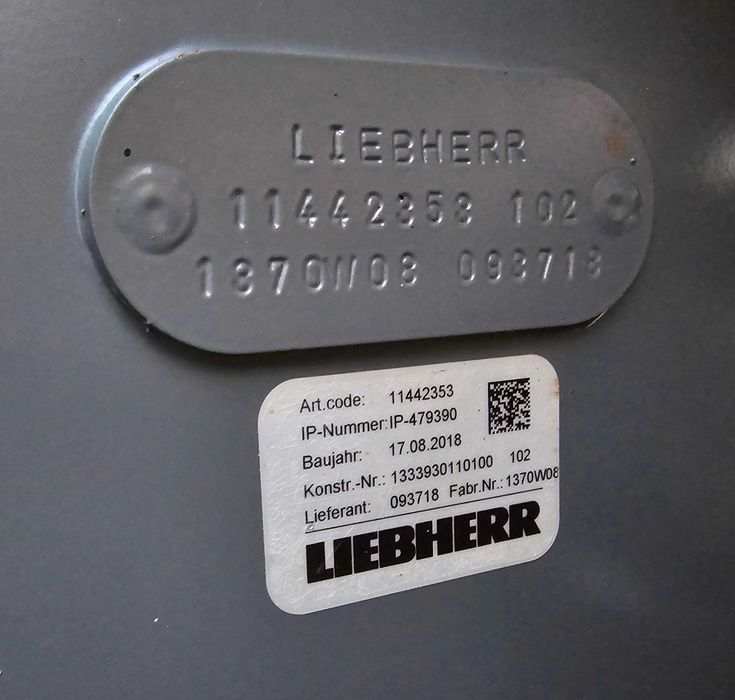 LIEBHERR
11442353 102
1370W08 093718
Art.code: 11442353
IP-Nummer: IP-479390
Baujahr: 17.08.2018
Konstr.-Nr.: 1333930110100 102
Lieferant: 093718 Fabr.Nr.: 1370W08
LIEBHERR